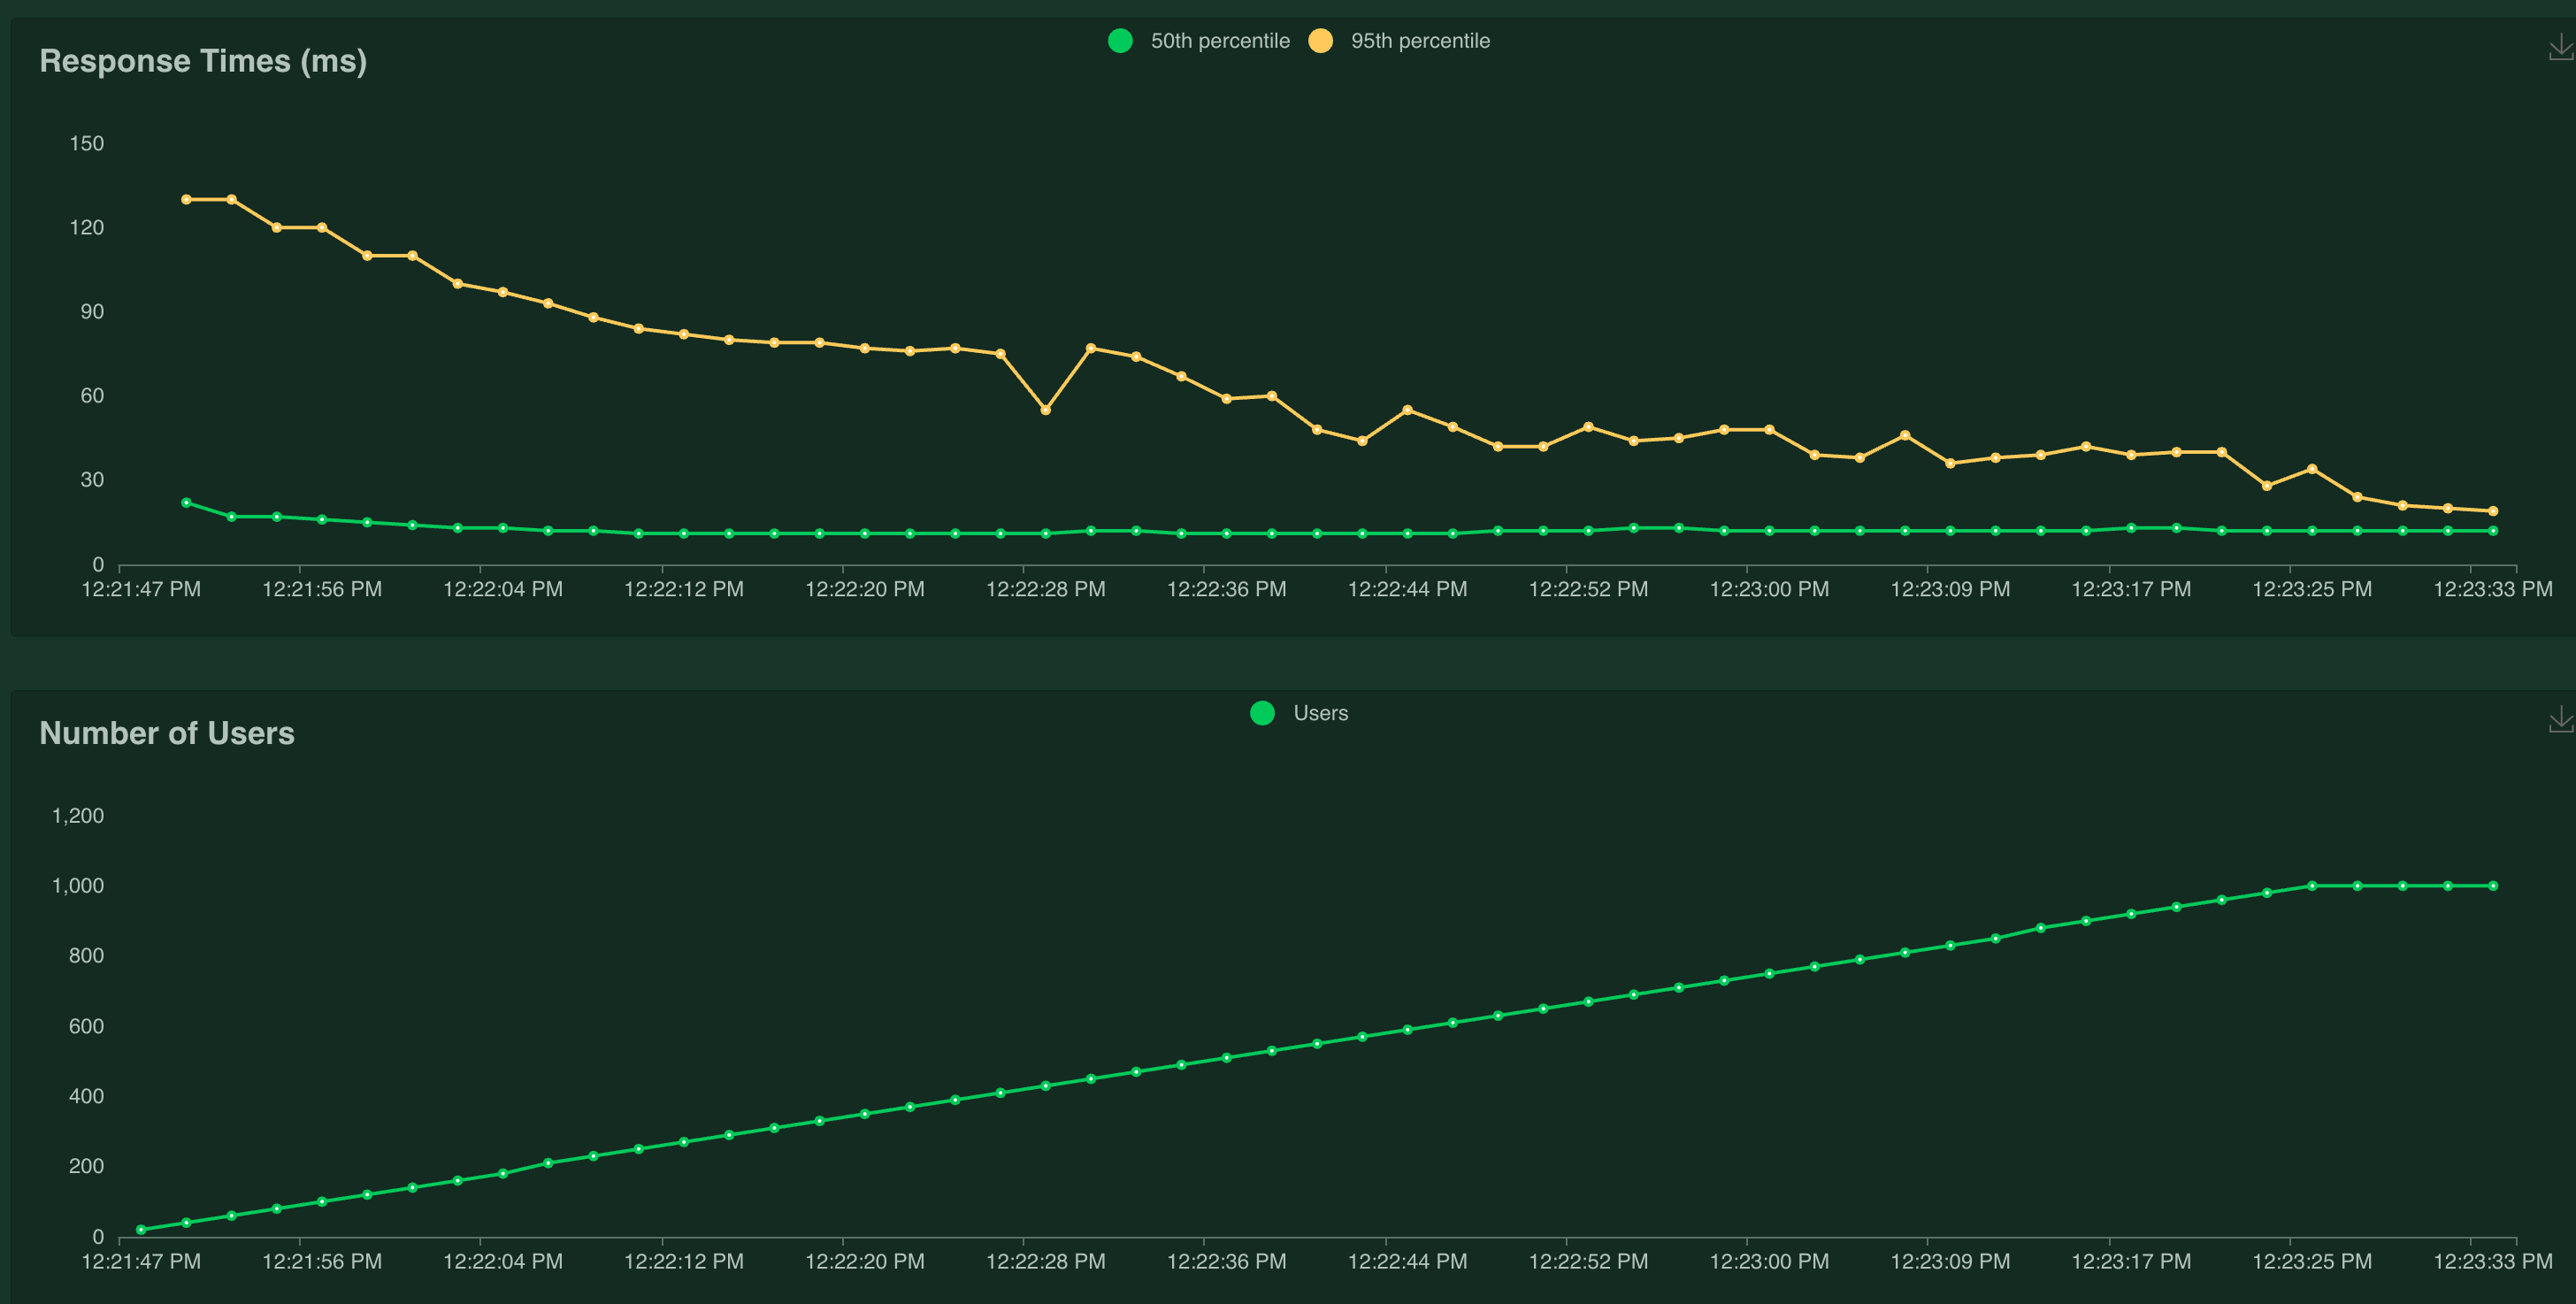 50th percentile 95th percentile
Response Times (ms)
150
120
90
60
30
0
12:21:47 PM 12:21:56 PM 12:22:04 PM 12:22:12 PM 12:22:20 PM 12:22:28 PM 12:22:36 PM 12:22:44 PM 12:22:52 PM 12:23:00 PM 12:23:09 PM 12:23:17 PM 12:23:25 PM 12:23:33 PM
Users
Number of Users
1,200
1,000
800
600
400
200
0
12:21:47 PM 12:21:56 PM 12:22:04 PM 12:22:12 PM 12:22:20 PM 12:22:28 PM 12:22:36 PM 12:22:44 PM 12:22:52 PM 12:23:00 PM 12:23:09 PM 12:23:17 PM 12:23:25 PM 12:23:33 PM